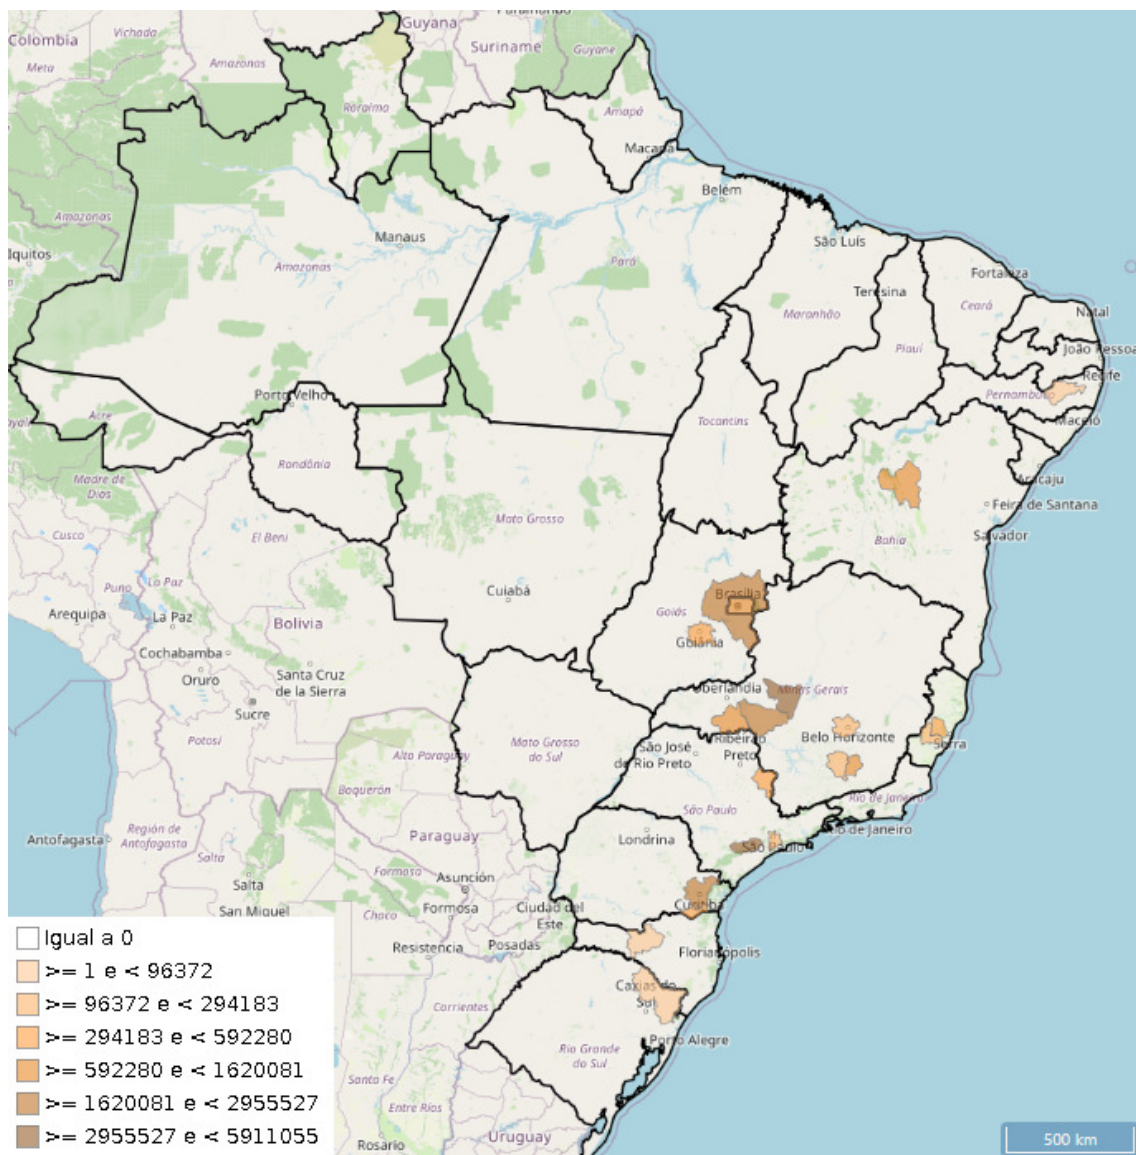 Paramaribo
Guyana
Colombia
Vichada
Suriname
Guyane
Meta
Amazonas
Roraima
Amapá
Macapá
Belém
Amazonas
Manaus
São Luís
Iquitos
Amazonas
Pará
Fortaleza
Teresina
Ceará
Maranhão
Natal
Piauí
João Pessoa
Recife
Porto Velho
Pernambuco
Acre
Maceió
Tocantins
Rondônia
Aracaju
Madre de
Dios
Feira de Santana
Mato Grosso
Cusco
El Beni
Bahia
Salvador
Puno
La Paz
Cuiabá
Brasília
Arequipa
La Paz
Goiás
Bolivia
Goiânia
Cochabamba
Santa Cruz
de la Sierra
Oruro
Uberlândia
Minas Gerais
Sucre
Belo Horizonte
Serra
Potosí
Mato Grosso
do Sul
Ribeirão
Preto
São José
do Rio Preto
Alto Paraguay
Boquerón
São Paulo
Rio de Janeiro
Rio de Janeiro
Antofagasta
Región de
Antofagasta
Paraguay
Londrina
São Paulo
Salta
Formosa
Asunción
Salta
Curitiba
San Miguel
Chaco
Formosa
Ciudad del
Este
Igual a 0
Resistencia
Posadas
Florianópolis
>= 1 e < 96372
Caxias do
Sul
>= 96372 e < 294183
Corrientes
>= 294183 e < 592280
Porto Alegre
Rio Grande
do Sul
>= 592280 e < 1620081
Santa Fe
>= 1620081 e < 2955527
Entre Ríos
>= 2955527 e < 5911055
Rosario
Uruguay
500 km